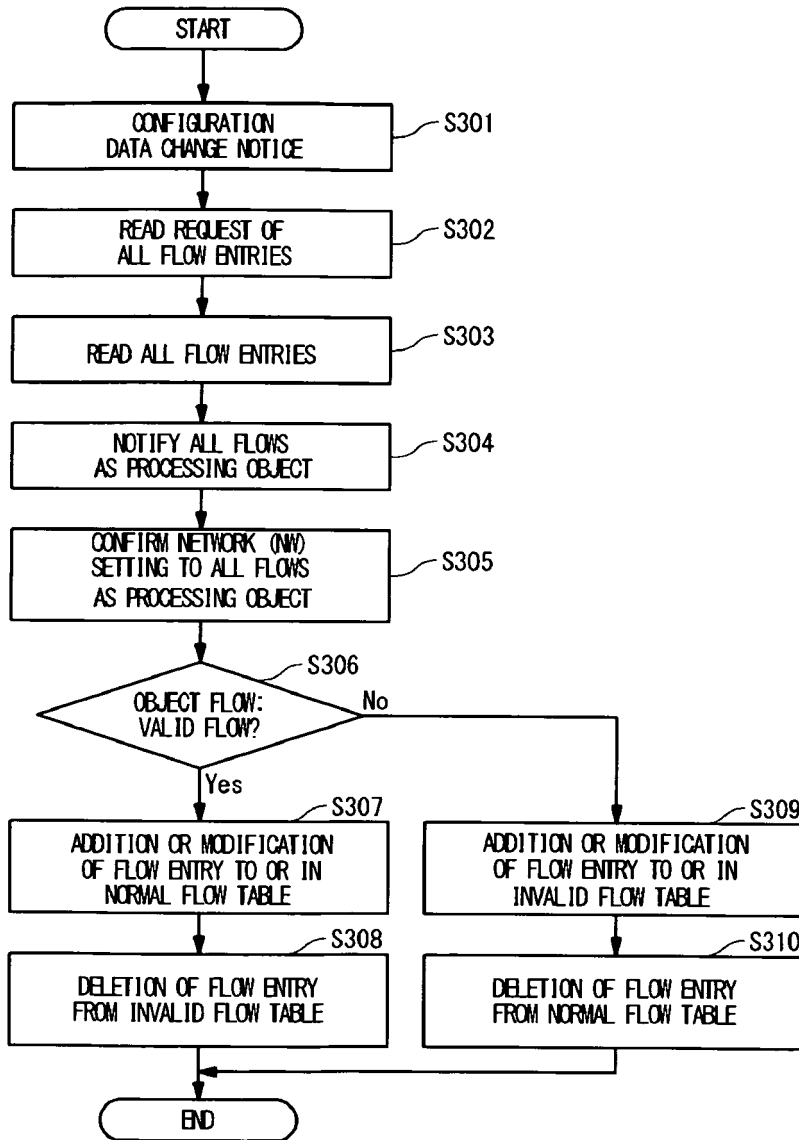 START
CONFIGURATION
DATA CHANGE NOTICE
S301
READ REQUEST OF
ALL FLOW ENTRIES
S302
READ ALL FLOW ENTRIES
S303
NOTIFY ALL FLOWS
AS PROCESSING OBJECT
S304
CONFIRM NETWORK (NW)
SETTING TO ALL FLOWS
AS PROCESSING OBJECT
S305
S306
OBJECT FLOW:
VALID FLOW?
No
Yes
S307
ADDITION OR MODIFICATION
OF FLOW ENTRY TO OR IN
NORMAL FLOW TABLE
S309
ADDITION OR MODIFICATION
OF FLOW ENTRY TO OR IN
INVALID FLOW TABLE
S308
DELETION OF FLOW ENTRY
FROM INVALID FLOW TABLE
S310
DELETION OF FLOW ENTRY
FROM NORMAL FLOW TABLE
END